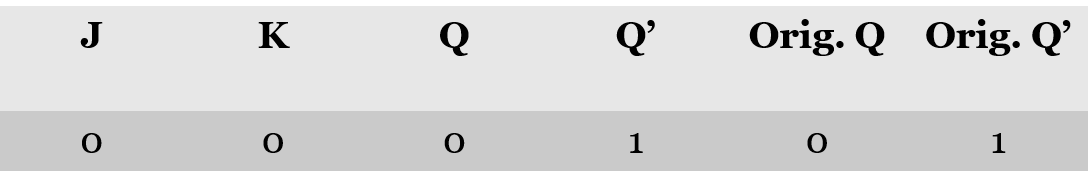 J K Q Q’ Orig. Q Orig. Q’
0 0 0 1 0 1